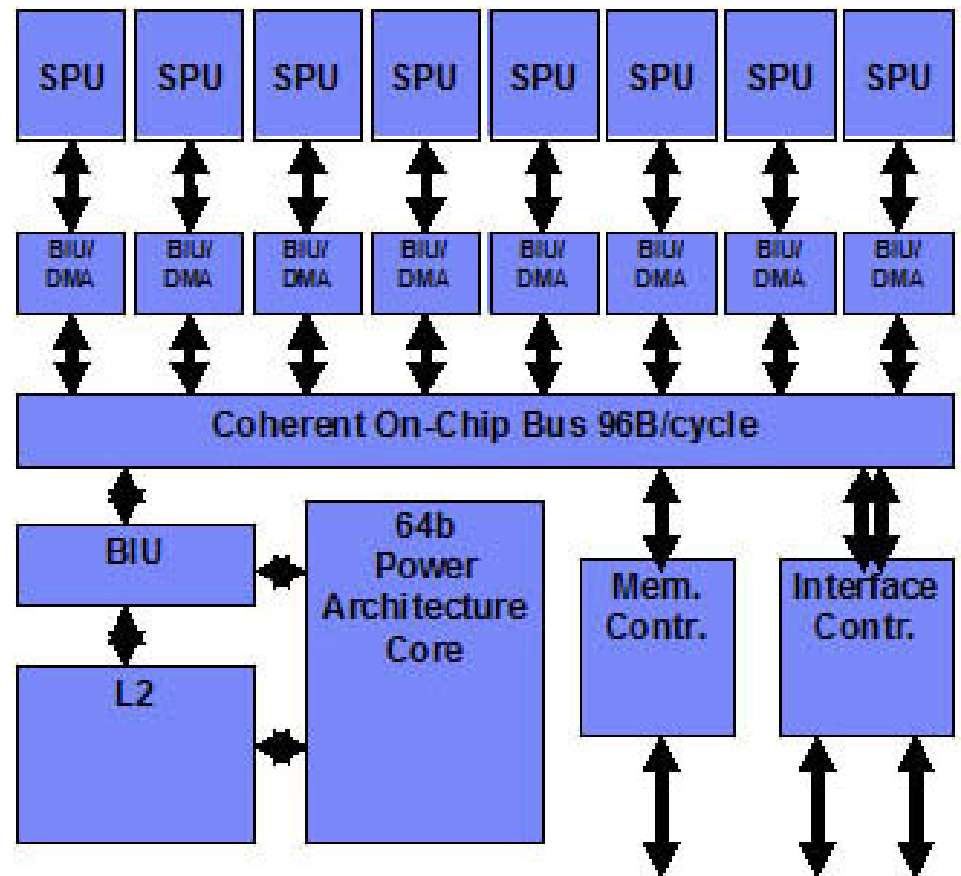 SPU SPU SPU SPU SPU SPU SPU SPU
BIU/ BIU/ BIU/ BIU/ BIU/ BIU/ BIU/ BIU/
DMA DMA DMA DMA DMA DMA DMA DMA
Coherent On-Chip Bus 96B/cycle
BIU
L2
64b
Power
Architecture
Core
Mem.
Contr.
Interface
Contr.